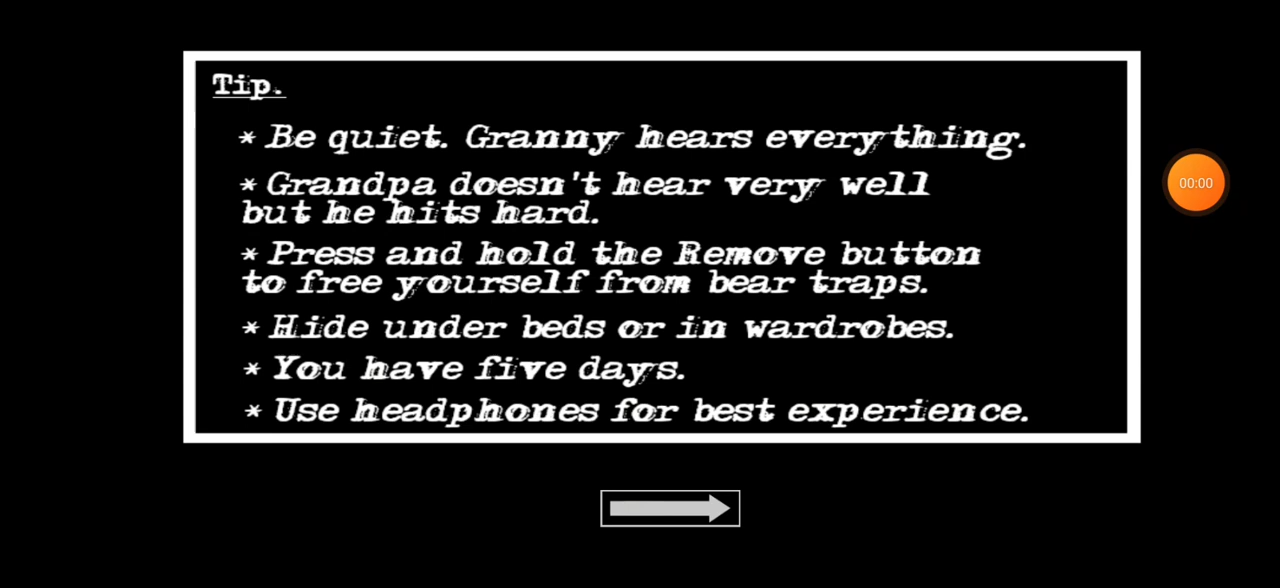 Tip.
* Be quiet. Granny hears everything.
* Grandpa doesn't hear very well
but he hits hard.
* Press and hold the Remove button
to free yourself from bear traps.
* Hide under beds or in wardrobes.
* You have five days.
* Use headphones for best experience.
00:00